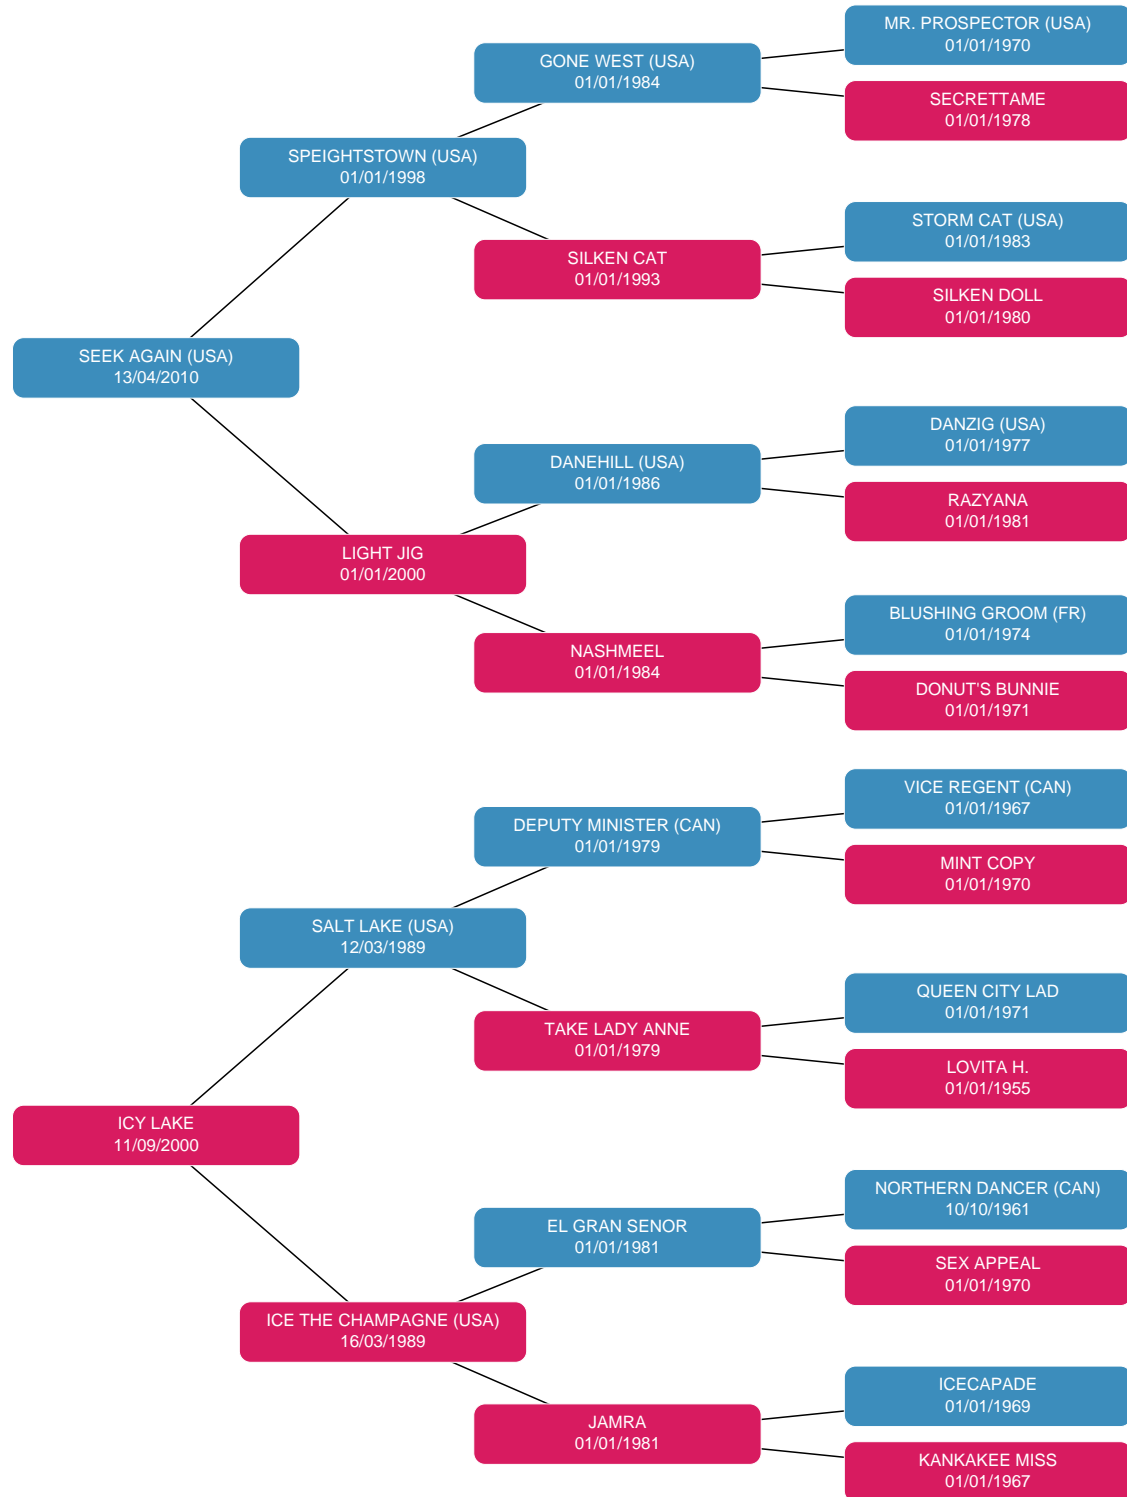 MR. PROSPECTOR (USA)
01/01/1970
GONE WEST (USA)
01/01/1984
SECRETTAME
01/01/1978
SPEIGHTSTOWN (USA)
01/01/1998
STORM CAT (USA)
01/01/1983
SILKEN CAT
01/01/1993
SILKEN DOLL
01/01/1980
SEEK AGAIN (USA)
13/04/2010
DANZIG (USA)
01/01/1977
DANEHILL (USA)
01/01/1986
RAZYANA
01/01/1981
LIGHT JIG
01/01/2000
BLUSHING GROOM (FR)
01/01/1974
NASHMEEL
01/01/1984
DONUT'S BUNNIE
01/01/1971
VICE REGENT (CAN)
01/01/1967
DEPUTY MINISTER (CAN)
01/01/1979
MINT COPY
01/01/1970
SALT LAKE (USA)
12/03/1989
QUEEN CITY LAD
01/01/1971
TAKE LADY ANNE
01/01/1979
LOVITA H.
01/01/1955
ICY LAKE
11/09/2000
NORTHERN DANCER (CAN)
10/10/1961
EL GRAN SENOR
01/01/1981
SEX APPEAL
01/01/1970
ICE THE CHAMPAGNE (USA)
16/03/1989
ICECAPADE
01/01/1969
JAMRA
01/01/1981
KANKAKEE MISS
01/01/1967